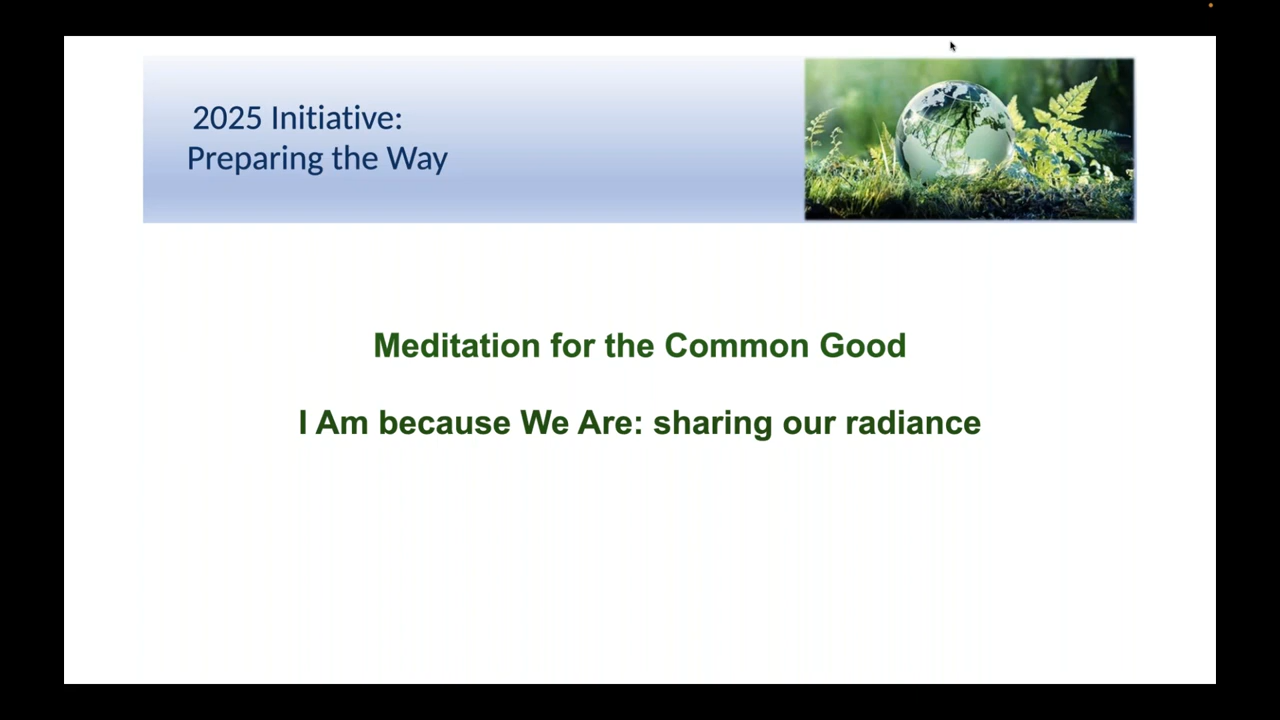 2025 Initiative:
Preparing the Way
Meditation for the Common Good
I Am because We Are: sharing our radiance